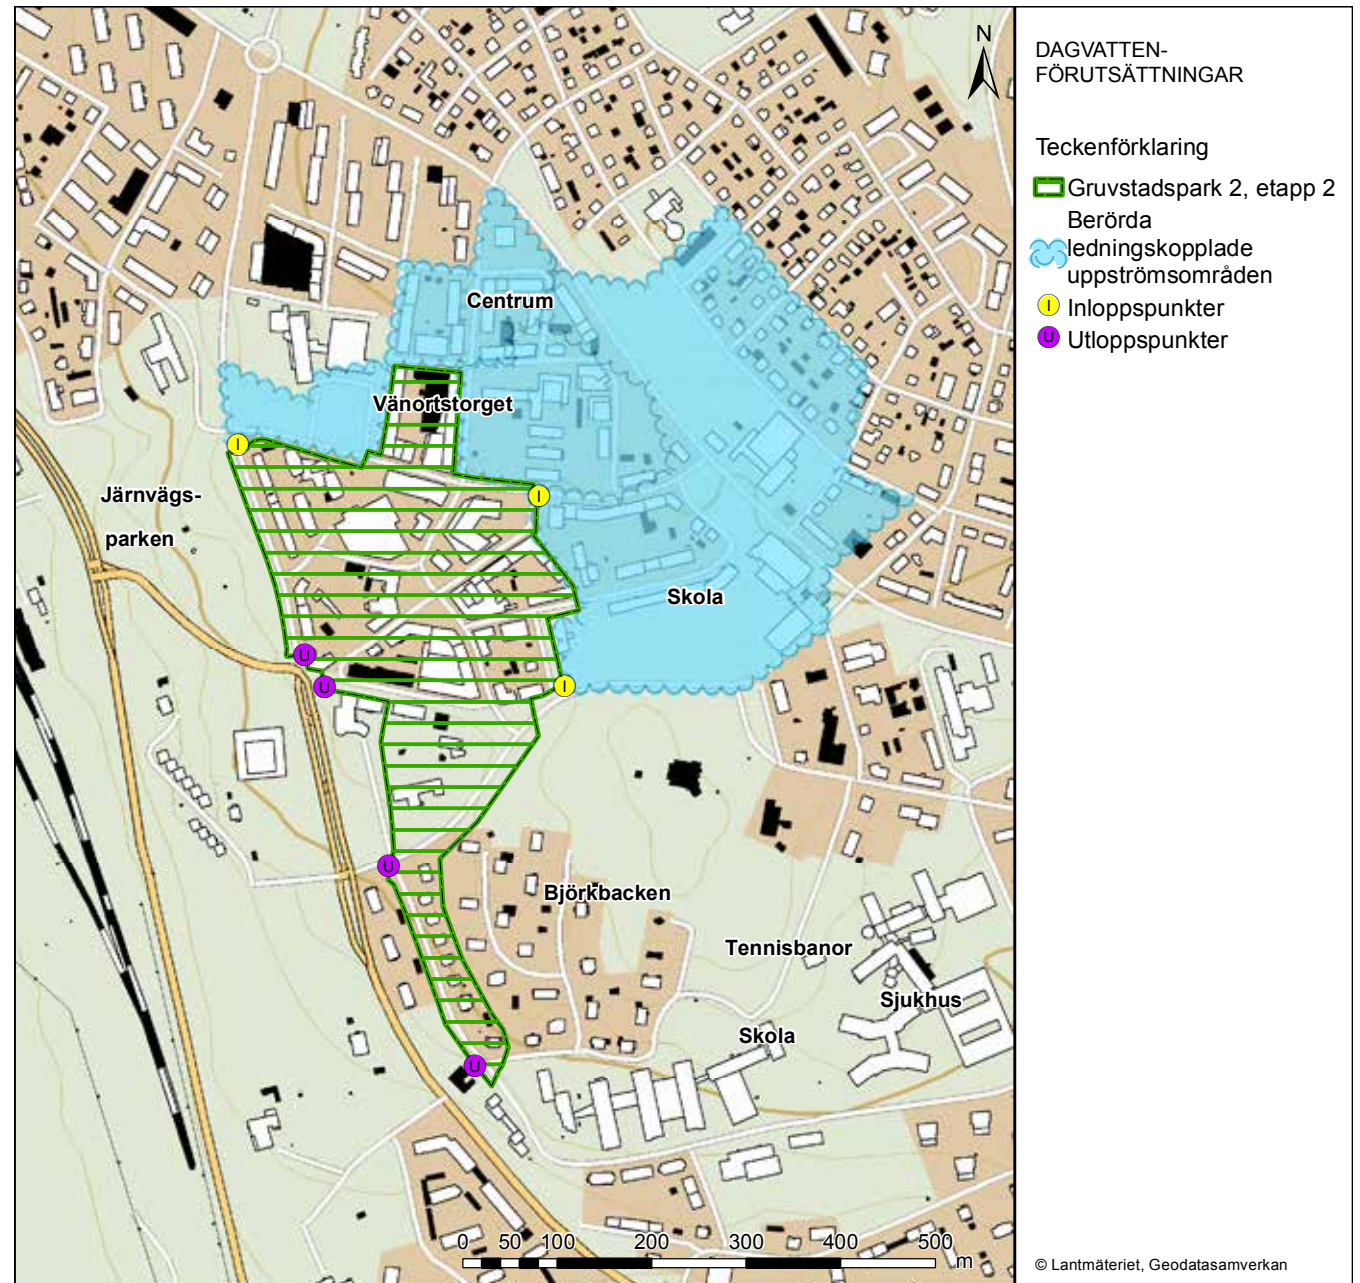 N
DAGVATTEN-
FÖRUTSÄTTNINGAR
Teckenförklaring
Gruvstadspark 2, etapp 2
Berörda
ledningskopplade
uppströmsområden
I Inloppspunkter
U Utloppspunkter
Centrum
Vänortstorget
I
I
Järnvägs-
parken
Skola
U
U
I
U
Björkbacken
Tennisbanor
Sjukhus
Skola
U
0 50 100 200 300 400 500
m
© Lantmäteriet, Geodatasamverkan